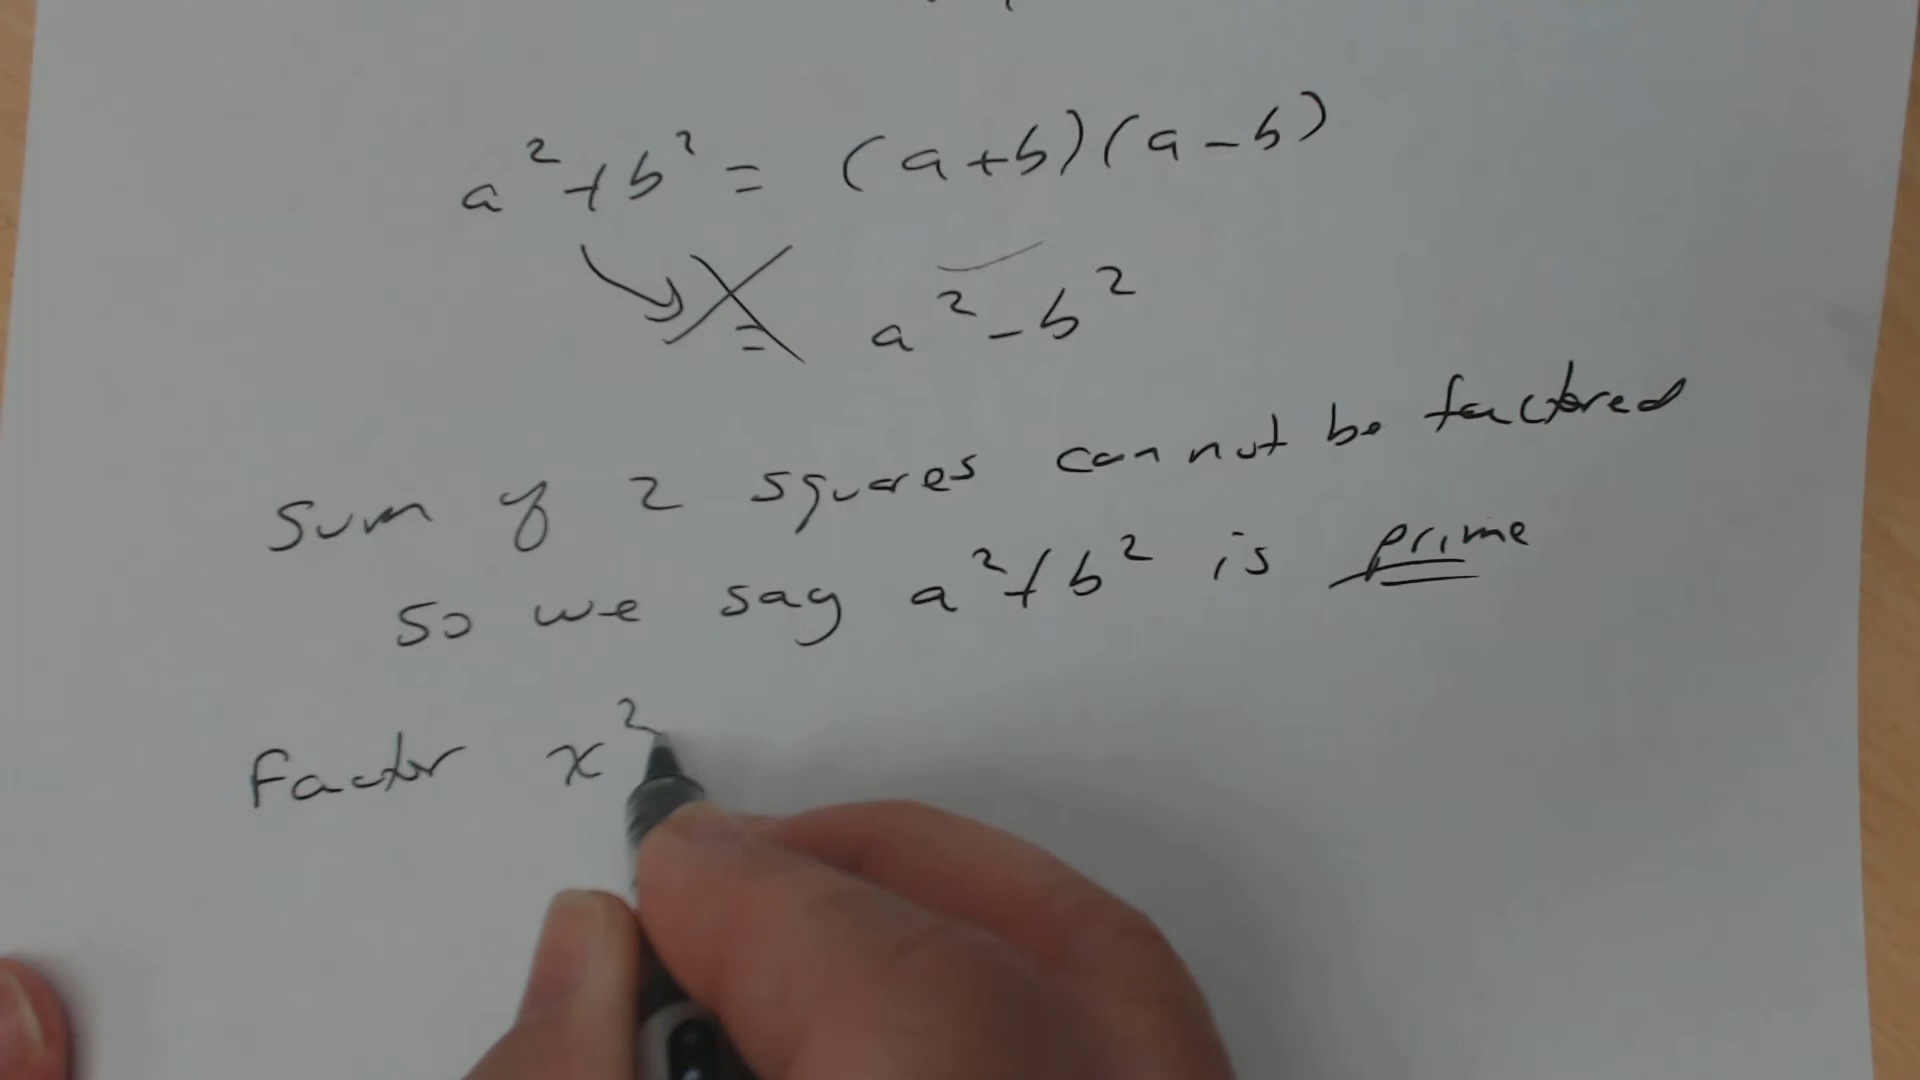 a² + b² = (a+b)(a-b)
= a² - b²
Sum of 2 squares cannot be factored
so we say a² + b² is prime
Factor x²